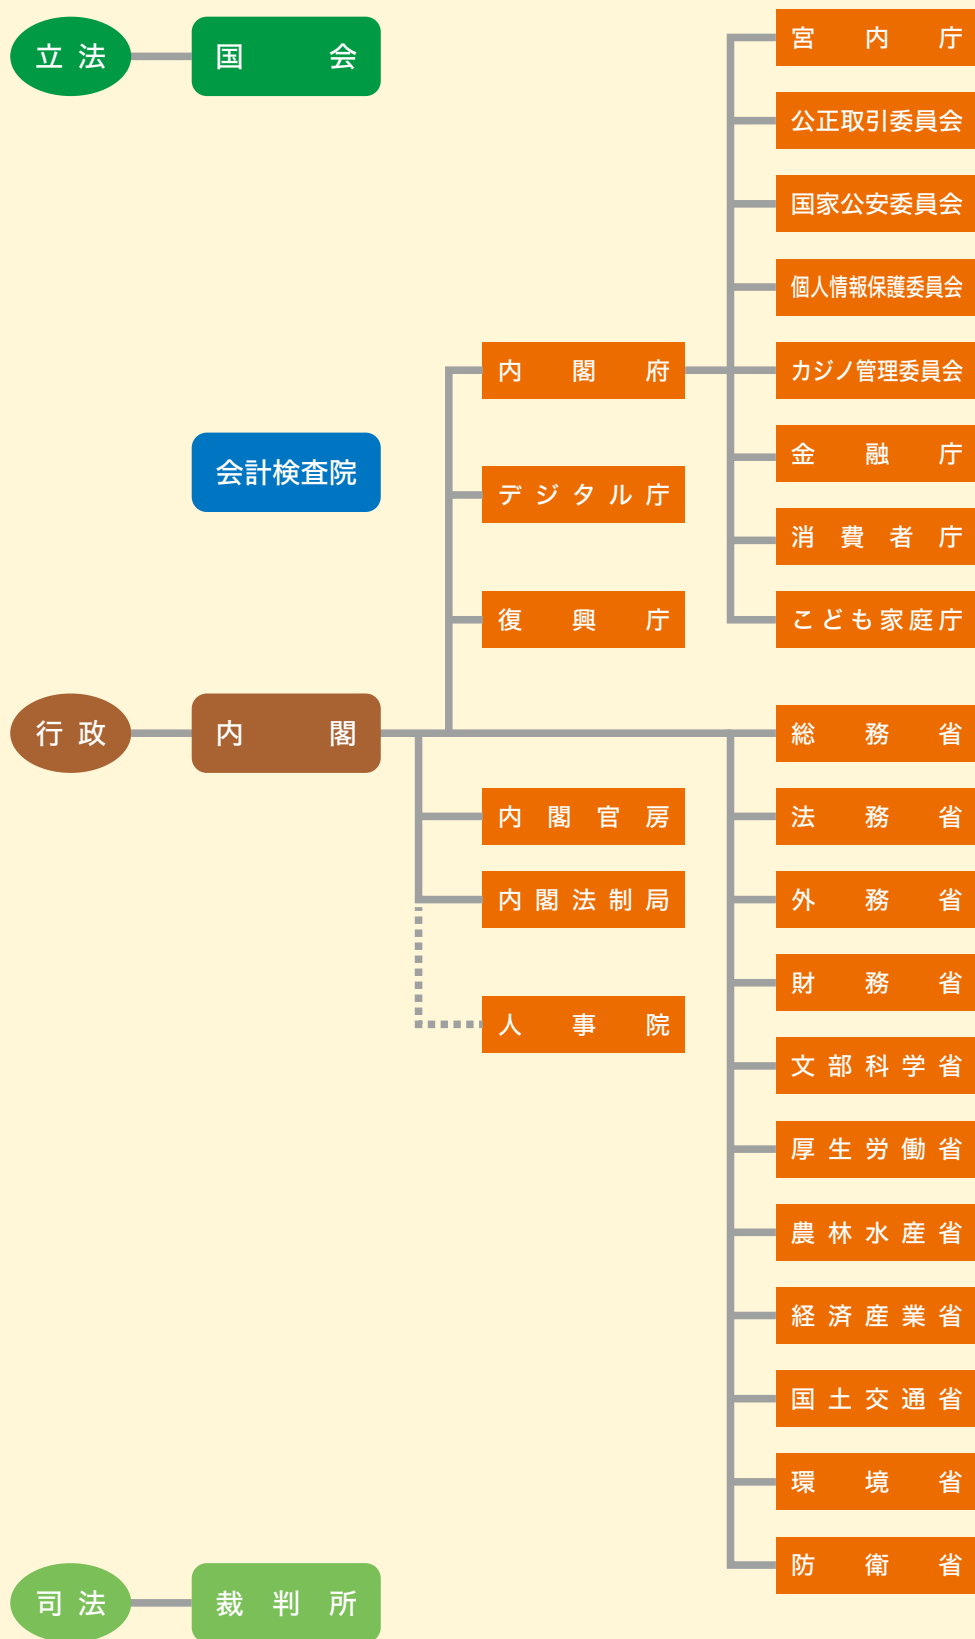 立法
国会
宮内庁
公正取引委員会
国家公安委員会
個人情報保護委員会
内閣府
カジノ管理委員会
会計検査院
金融庁
デジタル庁
消費者庁
復興庁
こども家庭庁
行政
内閣
総務省
内閣官房
法務省
内閣法制局
外務省
財務省
人事院
文部科学省
厚生労働省
農林水産省
経済産業省
国土交通省
環境省
防衛省
司法
裁判所